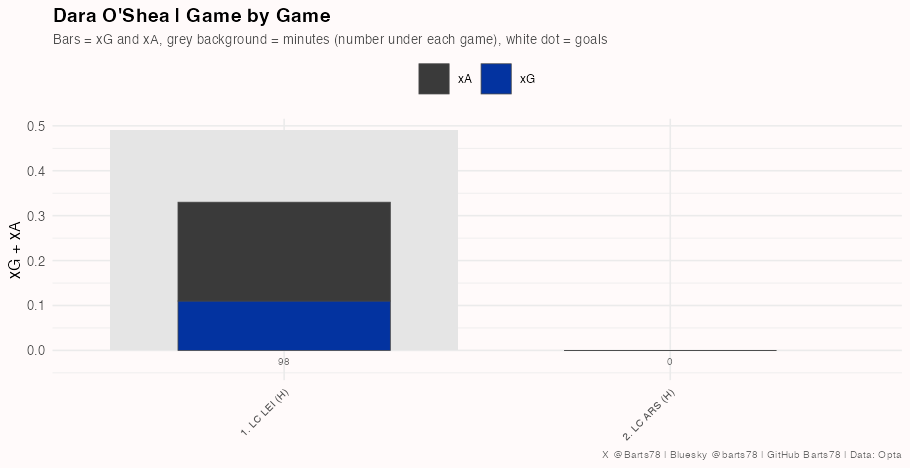 Dara O'Shea | Game by Game
Bars = xG and xA, grey background = minutes (number under each game), white dot = goals
xA xG
xG + xA
0.5
0.4
0.3
0.2
0.1
0.0
98 0
1. LC LEI (H) 2. LC ARS (H)
X @Barts78 | Bluesky @barts78 | GitHub Barts78 | Data: Opta